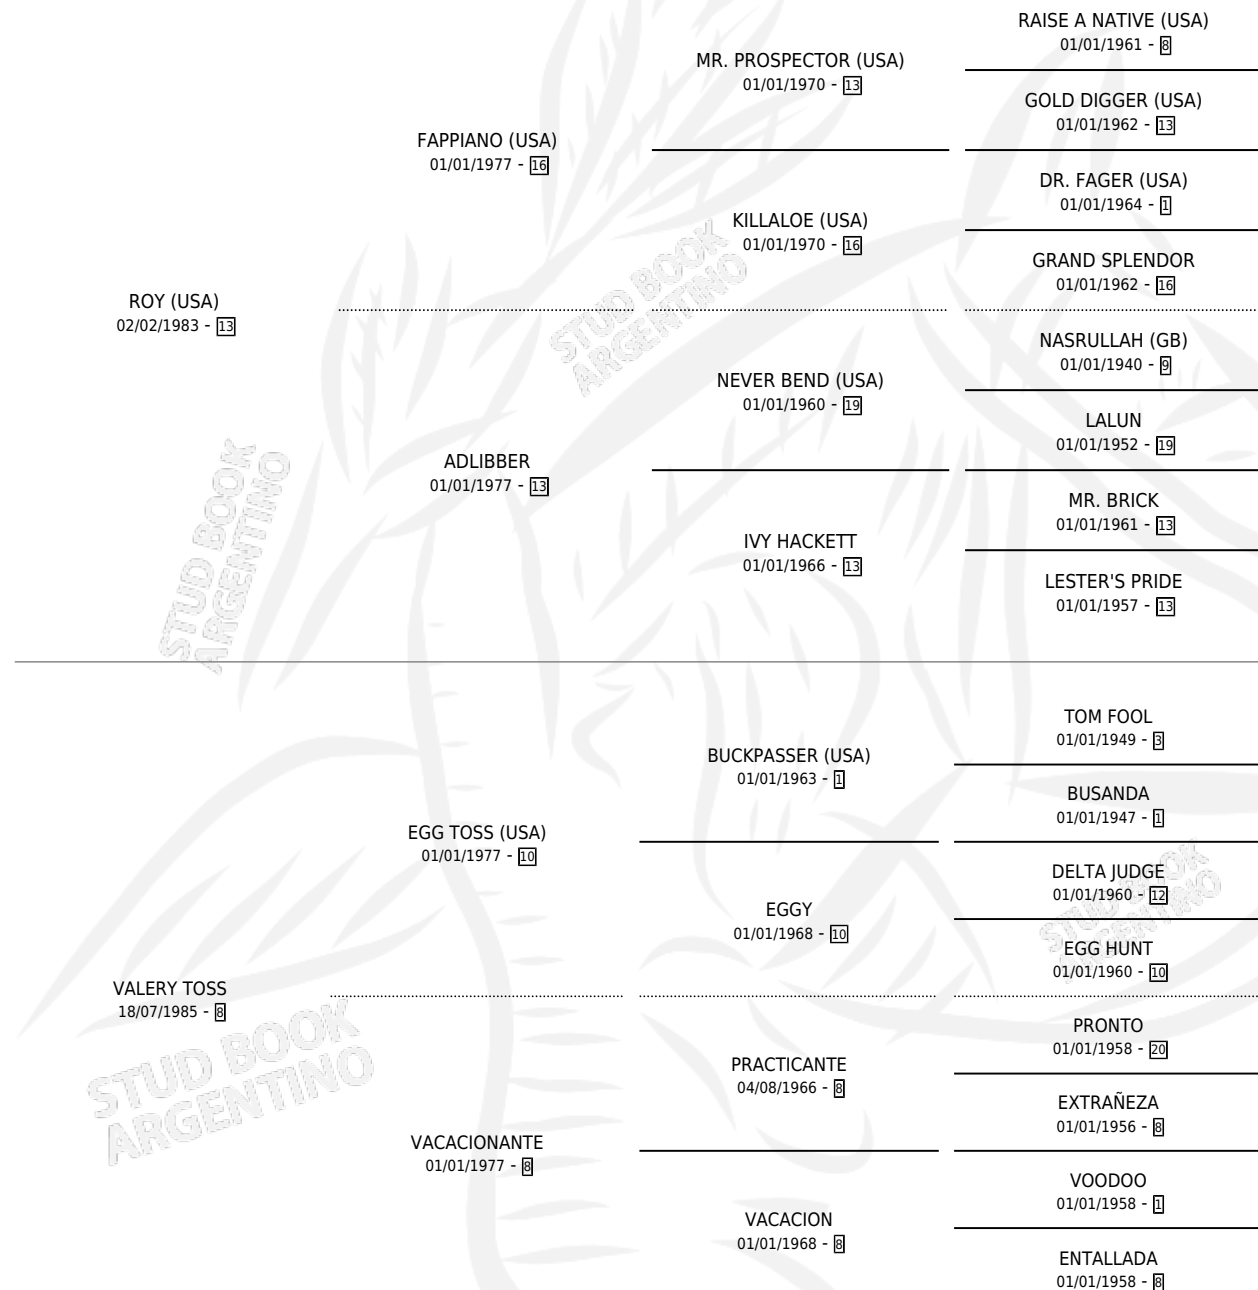 RAISE A NATIVE (USA)
01/01/1961 - 8
MR. PROSPECTOR (USA)
01/01/1970 - 13
GOLD DIGGER (USA)
01/01/1962 - 13
FAPPIANO (USA)
01/01/1977 - 16
DR. FAGER (USA)
01/01/1964 - 1
KILLALOE (USA)
01/01/1970 - 16
GRAND SPLENDOR
01/01/1962 - 16
ROY (USA)
02/02/1983 - 13
NASRULLAH (GB)
01/01/1940 - 9
NEVER BEND (USA)
01/01/1960 - 19
LALUN
01/01/1952 - 19
ADLIBBER
01/01/1977 - 13
MR. BRICK
01/01/1961 - 13
IVY HACKETT
01/01/1966 - 13
LESTER'S PRIDE
01/01/1957 - 13
TOM FOOL
01/01/1949 - 3
BUCKPASSER (USA)
01/01/1963 - 1
BUSANDA
01/01/1947 - 1
EGG TOSS (USA)
01/01/1977 - 10
DELTA JUDGE
01/01/1960 - 12
EGGY
01/01/1968 - 10
EGG HUNT
01/01/1960 - 10
VALERY TOSS
18/07/1985 - 8
PRONTO
01/01/1958 - 20
PRACTICANTE
04/08/1966 - 8
EXTRAÑEZA
01/01/1956 - 8
VACACIONANTE
01/01/1977 - 8
VOODOO
01/01/1958 - 1
VACACION
01/01/1968 - 8
ENTALLADA
01/01/1958 - 8
STUD BOOK
ARGENTINO
STUD BOOK
ARGENTINO
STUD BOOK
ARGENTINO
STUD BOOK
ARGENTINO